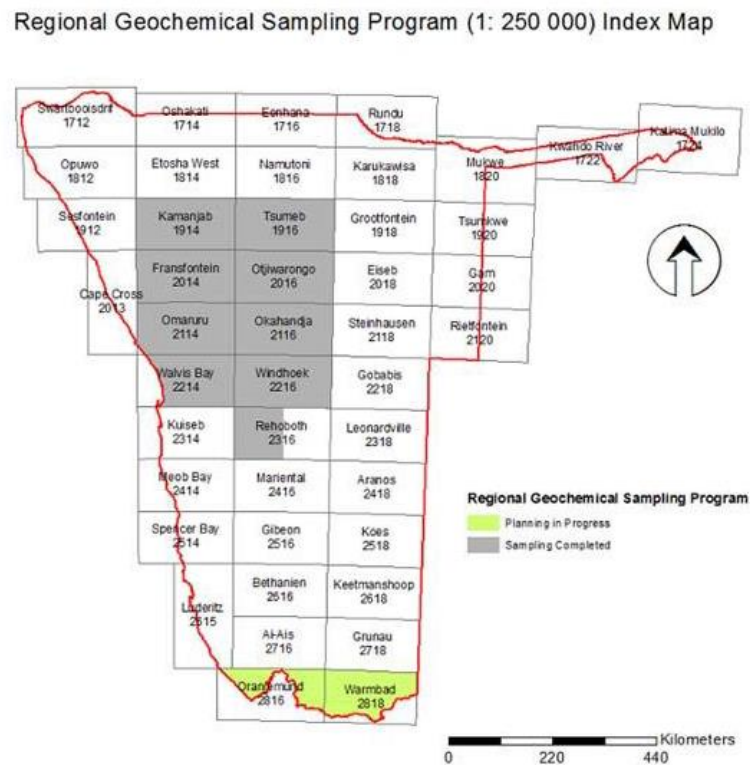 Regional Geochemical Sampling Program (1: 250 000) Index Map
Swartbooisdrif
1712
Oshakati
1714
Eenhana
1716
Rundu
1718
Katima Mukilo
1724
Kwando River
1722
Opuwo
1812
Etosha West
1814
Namutoni
1816
Karukawisa
1818
Mukwe
1820
Sesfontein
1912
Kamanjab
1914
Tsumeb
1916
Grootfontein
1918
Tsumkwe
1920
Cape Cross
2013
Fransfontein
2014
Otjiwarongo
2016
Eiseb
2018
Gam
2020
Omaruru
2114
Okahandja
2116
Steinhausen
2118
Rietfontein
2120
Walvis Bay
2214
Windhoek
2216
Gobabis
2218
Kuiseb
2314
Rehoboth
2316
Leonardville
2318
Meob Bay
2414
Mariental
2416
Aranos
2418
Spencer Bay
2514
Gibeon
2516
Koes
2518
Luderitz
2615
Bethanien
2616
Keetmanshoop
2618
Ai-Ais
2716
Grunau
2718
Oranjemund
2816
Warmbad
2818
Regional Geochemical Sampling Program
Planning in Progress
Sampling Completed
Kilometers
0 220 440